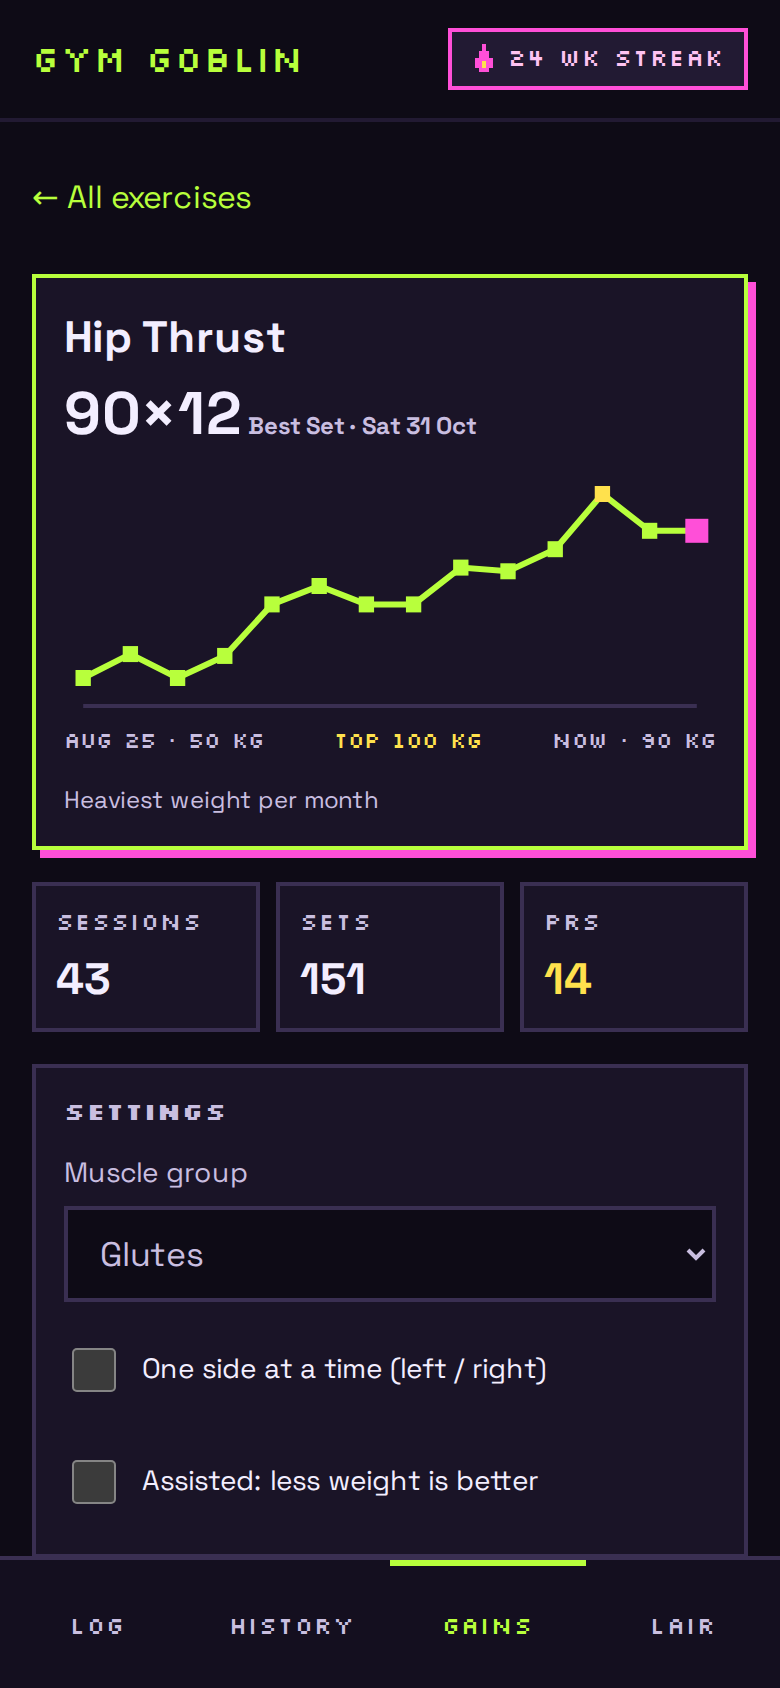 GYM GOBLIN
24 WK STREAK
← All exercises
Hip Thrust
90×12 Best Set · Sat 31 Oct
AUG 25 · 50 KG TOP 100 KG NOW · 90 KG
Heaviest weight per month
SESSIONS SETS PRS
43 151 14
SETTINGS
Muscle group
Glutes
One side at a time (left / right)
Assisted: less weight is better
LOG HISTORY GAINS LAIR